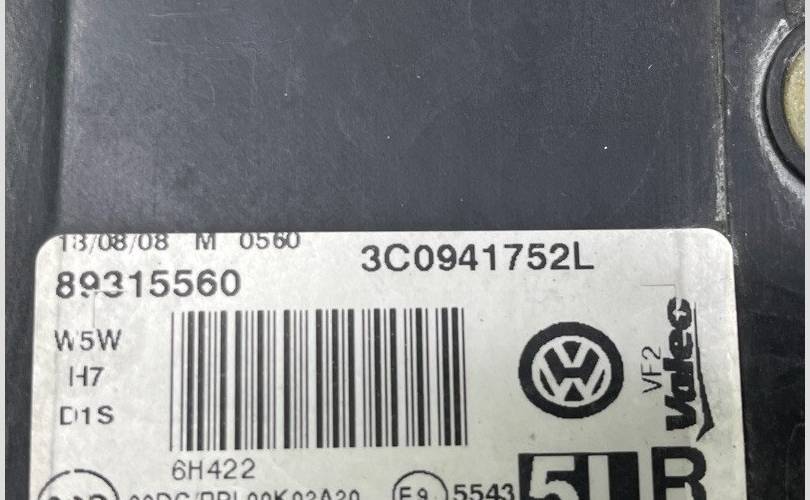 13/08/08 M 0560
89315560
3C0941752L
W5W
H7
D1S
6H422
VF2
Valeo
E9 5543